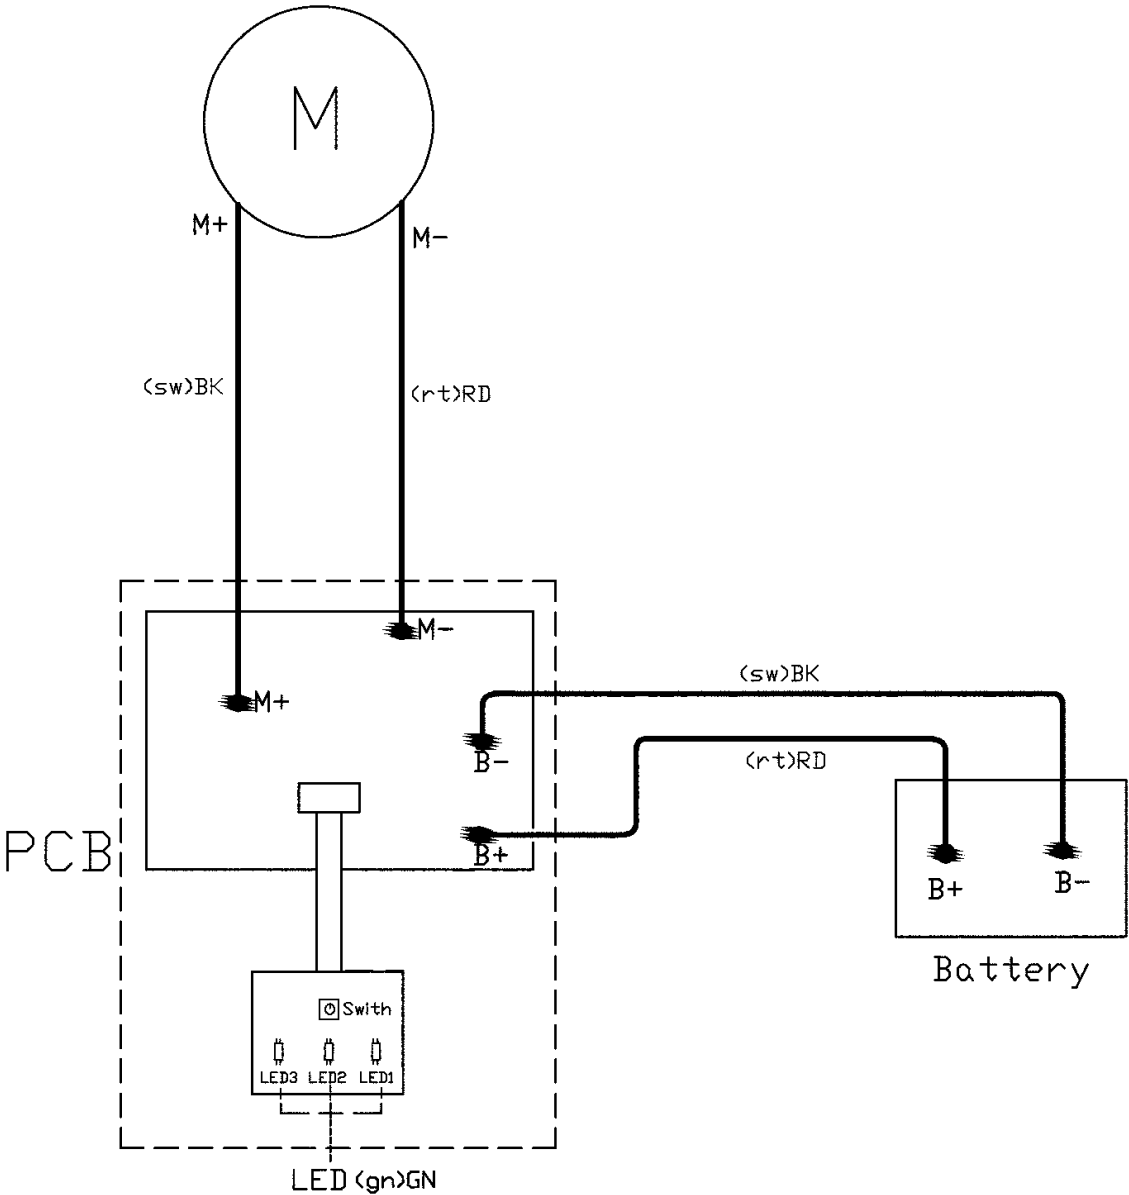 M
M+
M-
(sw)BK
(rt)RD
M-
M+
(sw)BK
B-
(rt)RD
PCB
B+
B+
B-
Battery
Swith
LED3 LED2 LED1
LED (gn)GN